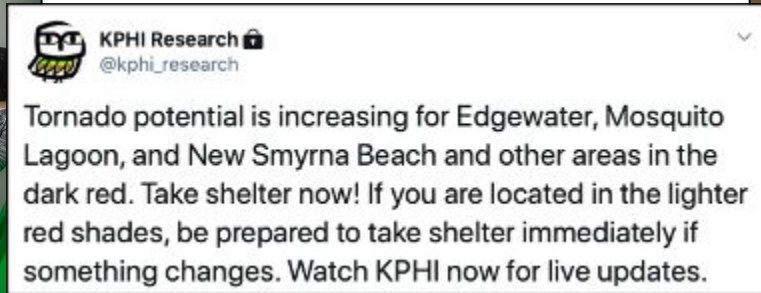 KPHI Research
@kphi_research
Tornado potential is increasing for Edgewater, Mosquito
Lagoon, and New Smyrna Beach and other areas in the
dark red. Take shelter now! If you are located in the lighter
red shades, be prepared to take shelter immediately if
something changes. Watch KPHI now for live updates.